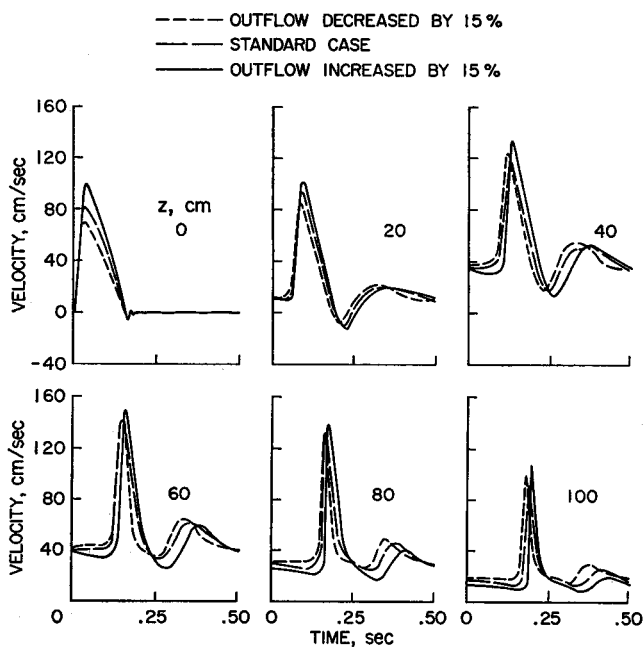 OUTFLOW DECREASED BY 15%
STANDARD CASE
OUTFLOW INCREASED BY 15%
160
120
80
40
0
-40
VELOCITY, cm/sec
z, cm
0
20
40
160
120
80
40
0
VELOCITY, cm/sec
60
80
100
0 .25 .50
0 .25 .50
0 .25 .50
TIME, sec